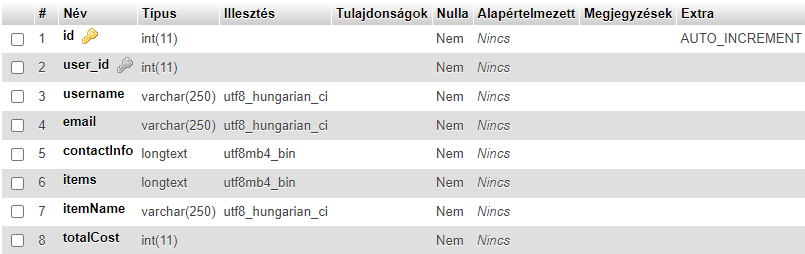 # Név Típus Illesztés Tulajdonságok Nulla Alapértelmezett Megjegyzések Extra
1 id int(11) Nem Nincs AUTO_INCREMENT
2 user_id int(11) Nem Nincs
3 username varchar(250) utf8_hungarian_ci Nem Nincs
4 email varchar(250) utf8_hungarian_ci Nem Nincs
5 contactInfo longtext utf8mb4_bin Nem Nincs
6 items longtext utf8mb4_bin Nem Nincs
7 itemName varchar(250) utf8_hungarian_ci Nem Nincs
8 totalCost int(11) Nem Nincs